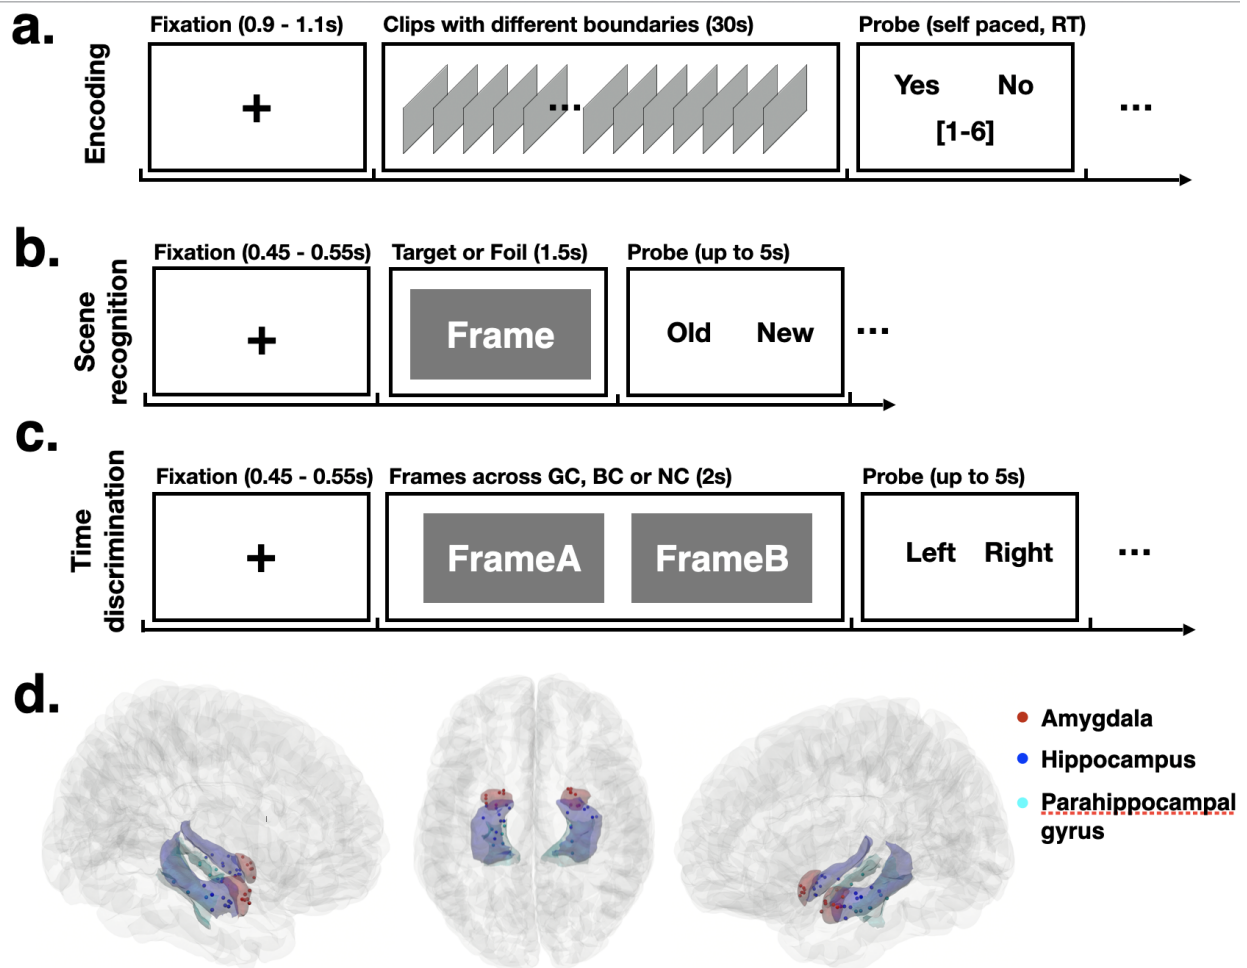 a.
Encoding
Fixation (0.9 - 1.1s)
Clips with different boundaries (30s)
Probe (self paced, RT)
+
...
Yes No
[1-6]
...
b.
Scene
recognition
Fixation (0.45 - 0.55s)
Target or Foil (1.5s)
Probe (up to 5s)
+
Frame
Old New
...
c.
Time
discrimination
Fixation (0.45 - 0.55s)
Frames across GC, BC or NC (2s)
Probe (up to 5s)
+
FrameA
FrameB
Left Right
...
d.
Amygdala
Hippocampus
Parahippocampal
gyrus